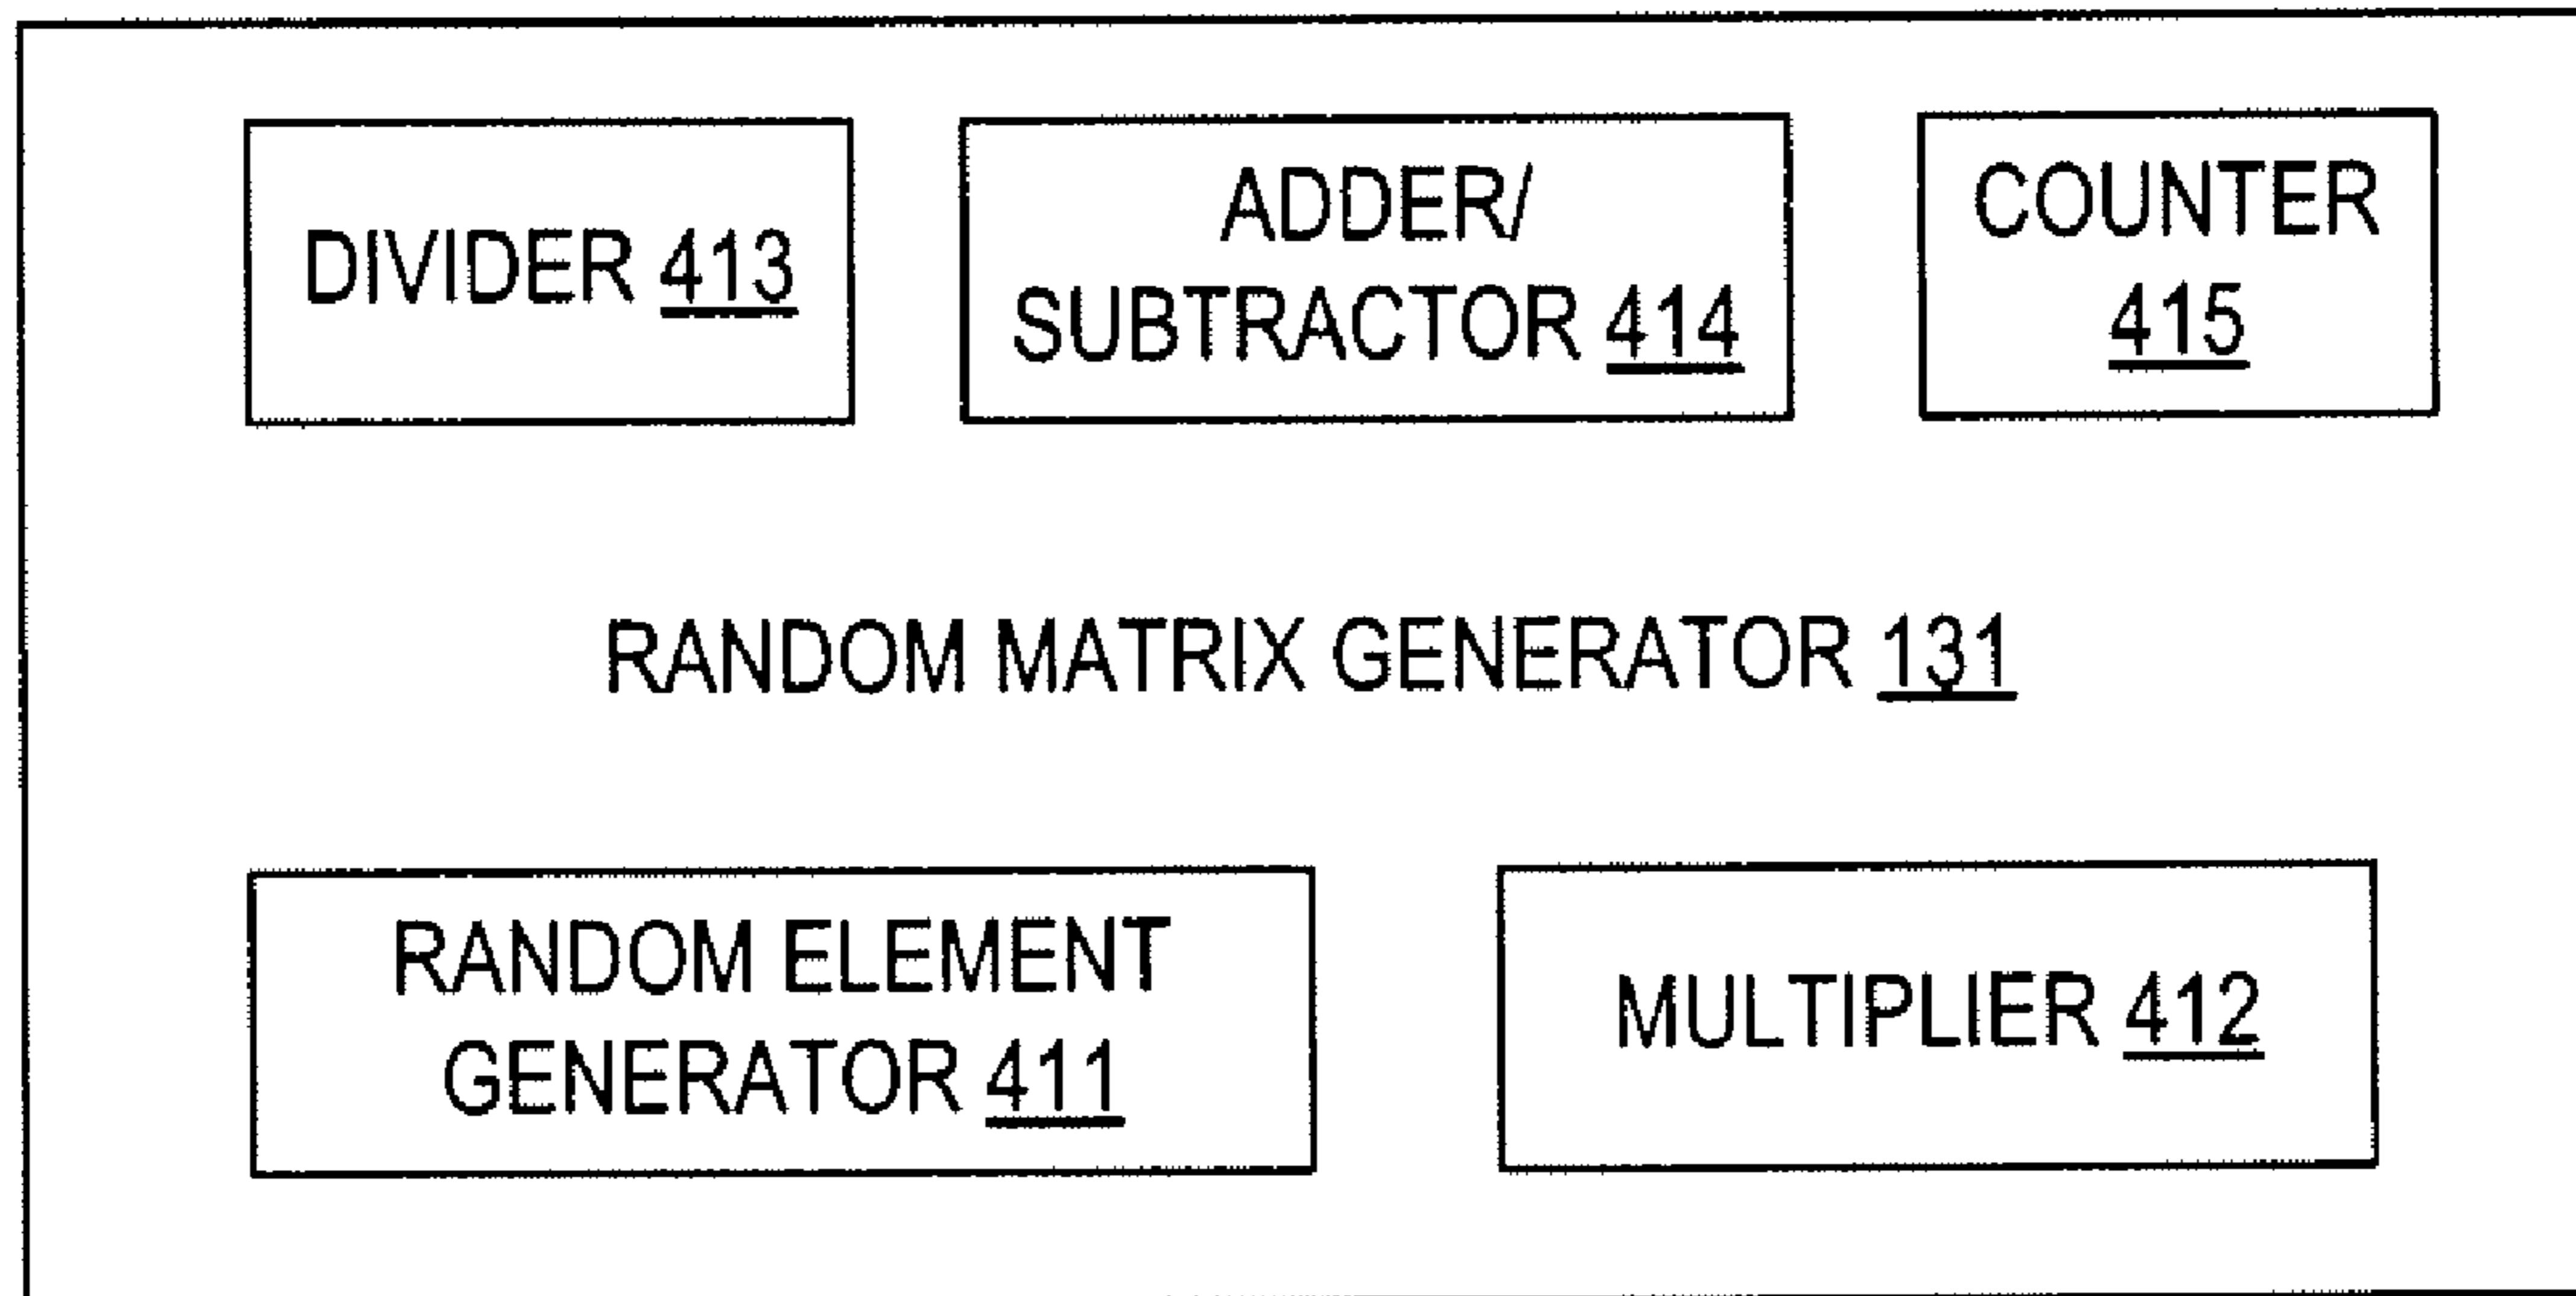 DIVIDER 413
ADDER/
SUBTRACTOR 414
COUNTER
415
RANDOM MATRIX GENERATOR 131
RANDOM ELEMENT
GENERATOR 411
MULTIPLIER 412